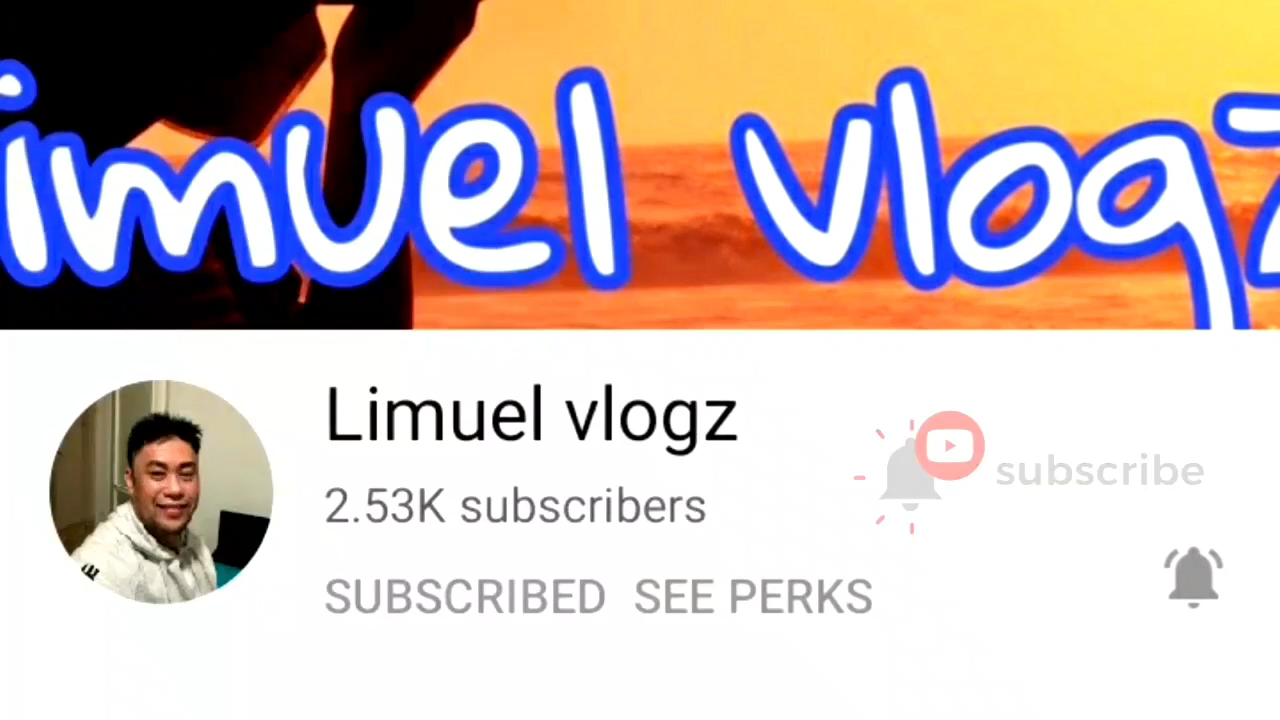 imuel vlogz
Limuel vlogz
2.53K subscribers
subscribe
SUBSCRIBED SEE PERKS